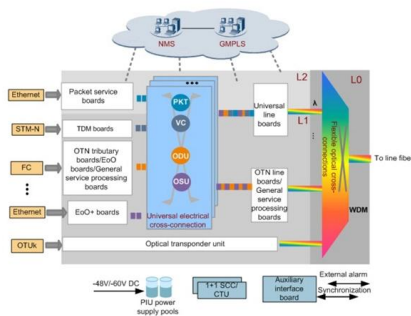 NMS
GMPLS
L2
L0
Ethernet
Packet service
boards
PKT
Universal
line
boards
λ
L1
STM-N
TDM boards
VC
FC
OTN tributary
boards/EoO
boards/General
service processing
boards
ODU
Flexible optical cross-
connections
To line fibe
OSU
OTN line
boards/
General
service
processing
boards
Ethernet
EoO+ boards
Universal electrical
cross-connection
WDM
OTUk
Optical transponder unit
-48V/-60V DC
PIU power
supply pools
1+1 SCC/
CTU
Auxiliary
interface
board
External alarm
Synchronization